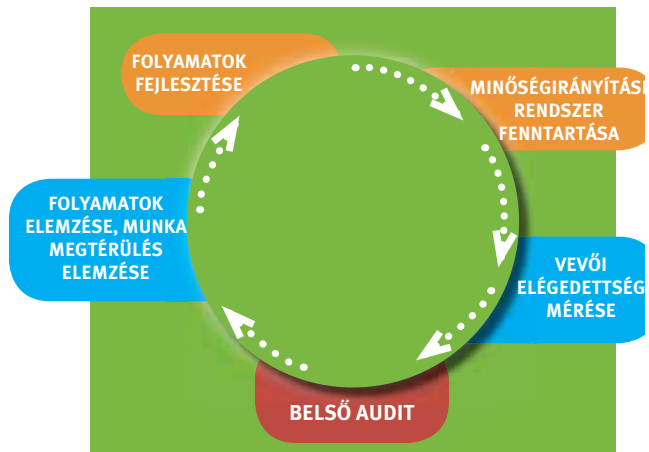 FOLYAMATOK
FEJLESZTÉSE
MINŐSÉGIRÁNYÍTÁSI
RENDSZER
FENNTARTÁSA
VEVŐI
ELÉGEDETTSÉG
MÉRÉSE
BELSŐ AUDIT
FOLYAMATOK
ELEMZÉSE, MUNKA
MEGTÉRÜLÉS
ELEMZÉSE